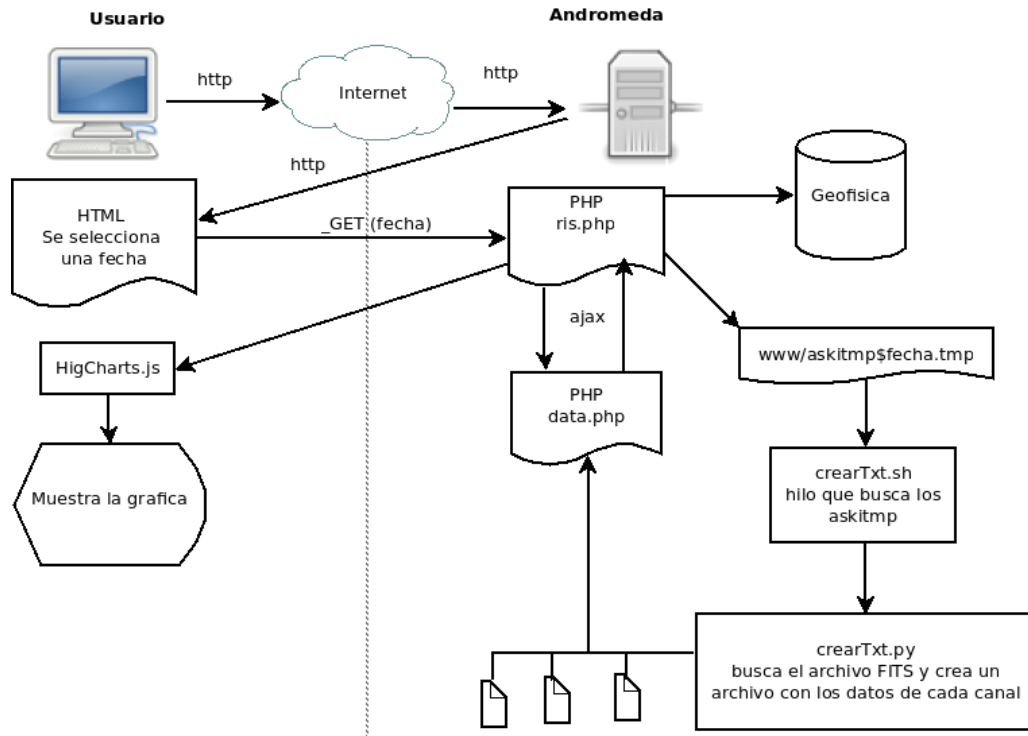 Usuario
Andromeda
http
Internet
http
http
HTML
Se selecciona
una fecha
_GET (fecha)
PHP
ris.php
Geofisica
ajax
HigCharts.js
PHP
data.php
www/askitmp$fecha.tmp
Muestra la grafica
crearTxt.sh
hilo que busca los
askitmp
crearTxt.py
busca el archivo FITS y crea un
archivo con los datos de cada canal